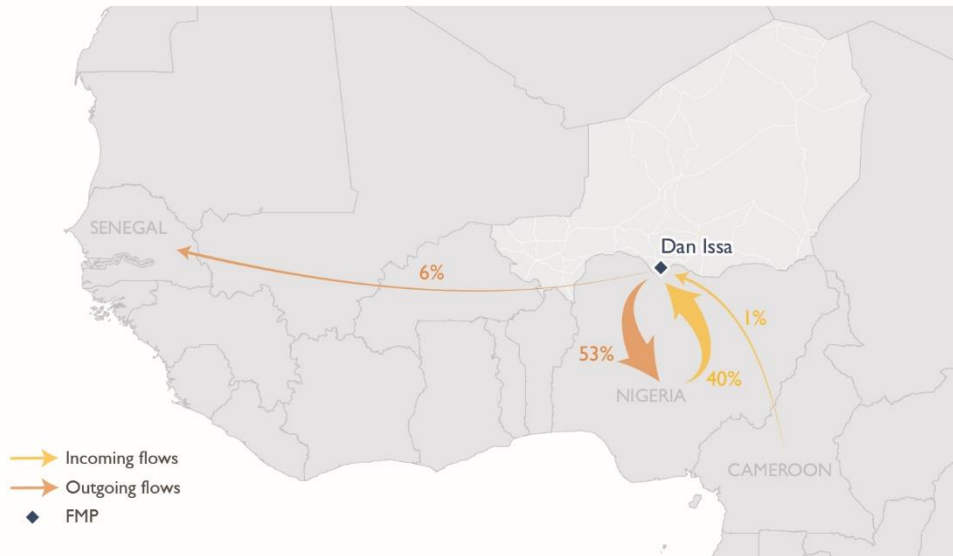 SENEGAL
Dan Issa
6%
1%
53%
40%
NIGERIA
CAMEROON
Incoming flows
Outgoing flows
FMP